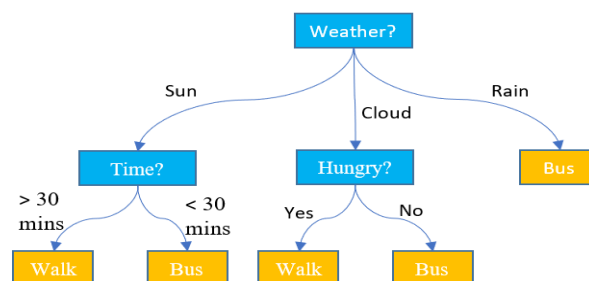 Weather?
Sun
Cloud
Rain
Time?
Hungry?
Bus
> 30
mins
< 30
mins
Yes
No
Walk
Bus
Walk
Bus